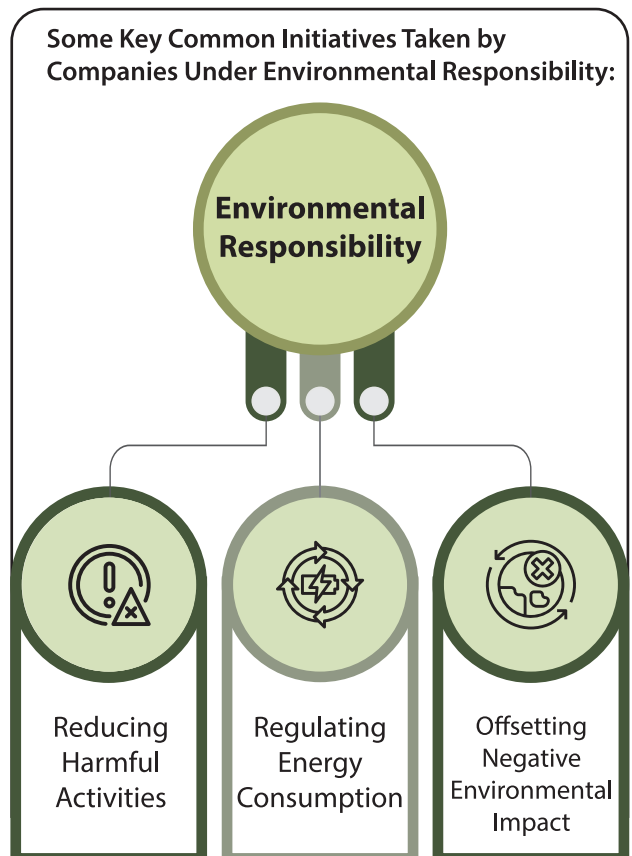 Some Key Common Initiatives Taken by
Companies Under Environmental Responsibility:
Environmental
Responsibility
Reducing
Harmful
Activities
Regulating
Energy
Consumption
Offsetting
Negative
Environmental
Impact